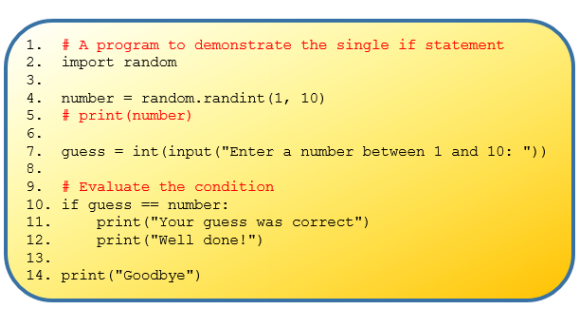 1. # A program to demonstrate the single if statement
2. import random
3.
4. number = random.randint(1, 10)
5. # print(number)
6.
7. guess = int(input("Enter a number between 1 and 10: "))
8.
9. # Evaluate the condition
10. if guess == number:
11.     print("Your guess was correct")
12.     print("Well done!")
13.
14. print("Goodbye")